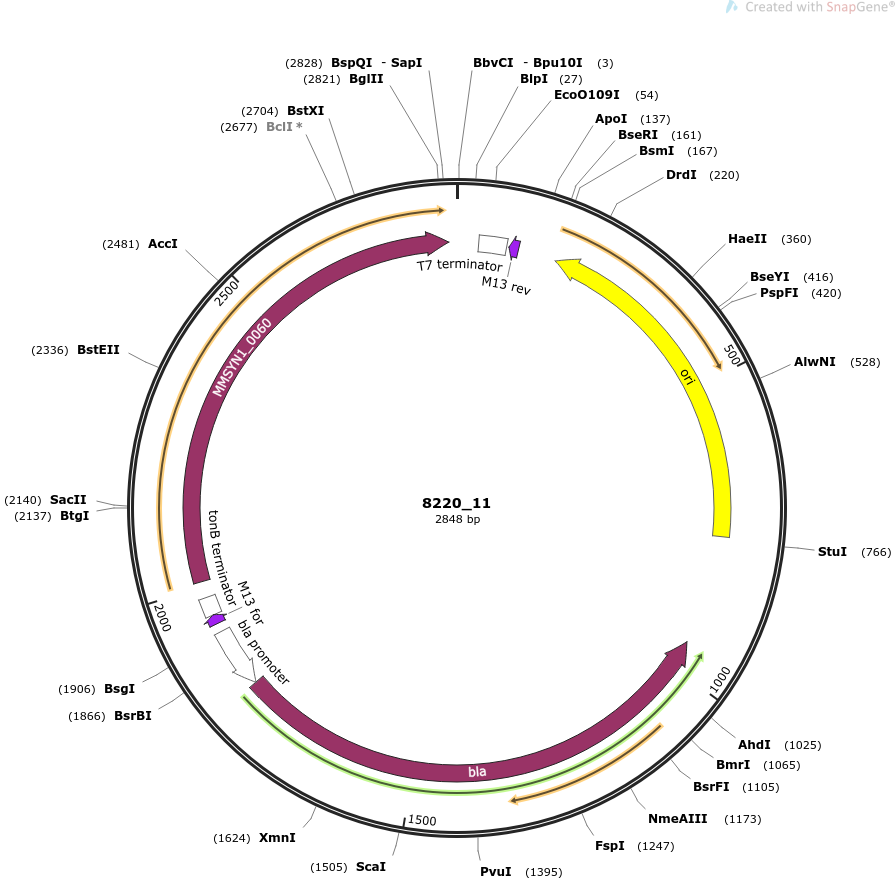 Created with SnapGene®
(2828) BspQI - SapI
(2821) BglII
(2704) BstXI
(2677) BclI *
BbvCI - Bpu10I (3)
BlpI (27)
EcoO109I (54)
ApoI (137)
BseRI (161)
BsmI (167)
DrdI (220)
HaeII (360)
BseYI (416)
PspFI (420)
AlwNI (528)
StuI (766)
AhdI (1025)
BmrI (1065)
BsrFI (1105)
NmeAIII (1173)
FspI (1247)
PvuI (1395)
(1505) ScaI
(1624) XmnI
(1866) BsrBI
(1906) BsgI
(2137) BtgI
(2140) SacII
(2336) BstEII
(2481) AccI
500
1000
1500
2000
2500
T7 terminator
M13 rev
ori
bla
bla promoter
M13 for
tonB terminator
MMSYN1_0060
8220_11
2848 bp